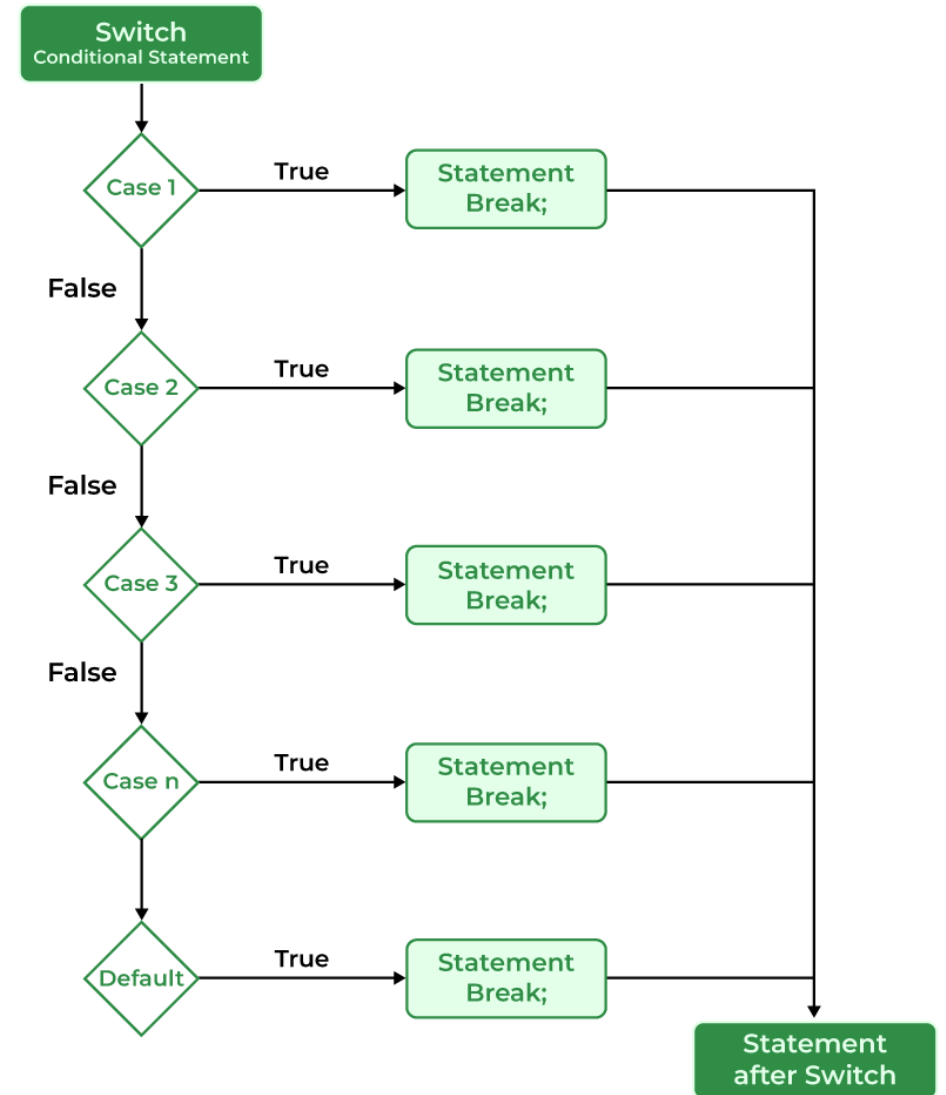 Switch
Conditional Statement
Case 1
True
Statement
Break;
False
Case 2
True
Statement
Break;
False
Case 3
True
Statement
Break;
False
Case n
True
Statement
Break;
Default
True
Statement
Break;
Statement
after Switch